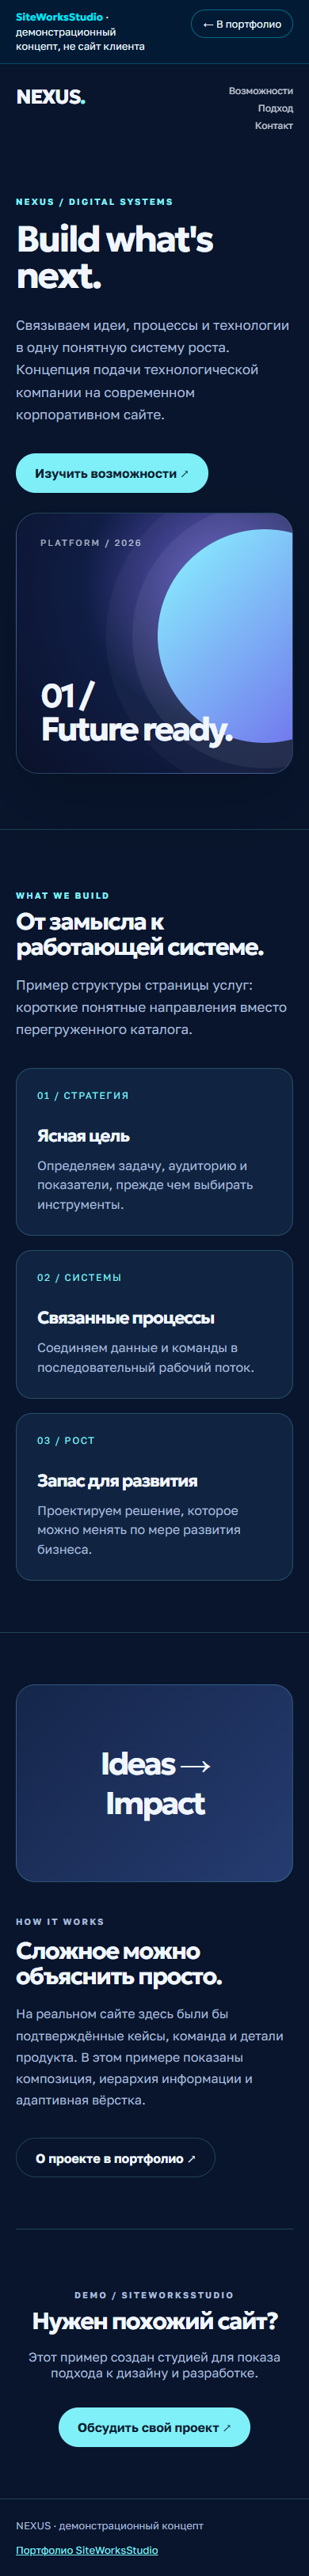 SiteWorksStudio ·
демонстрационный
концепт, не сайт клиента
← В портфолио
NEXUS.
Возможности
Подход
Контакт
NEXUS / DIGITAL SYSTEMS
Build what's
next.
Связываем идеи, процессы и технологии
в одну понятную систему роста.
Концепция подачи технологической
компании на современном
корпоративном сайте.
Изучить возможности ↗
PLATFORM / 2026
01 /
Future ready.
WHAT WE BUILD
От замысла к
работающей системе.
Пример структуры страницы услуг:
короткие понятные направления вместо
перегруженного каталога.
01 / СТРАТЕГИЯ
Ясная цель
Определяем задачу, аудиторию и
показатели, прежде чем выбирать
инструменты.
02 / СИСТЕМЫ
Связанные процессы
Соединяем данные и команды в
последовательный рабочий поток.
03 / РОСТ
Запас для развития
Проектируем решение, которое
можно менять по мере развития
бизнеса.
Ideas →
Impact
HOW IT WORKS
Сложное можно
объяснить просто.
На реальном сайте здесь были бы
подтверждённые кейсы, команда и детали
продукта. В этом примере показаны
композиция, иерархия информации и
адаптивная вёрстка.
О проекте в портфолио ↗
DEMO / SITEWORKSSTUDIO
Нужен похожий сайт?
Этот пример создан студией для показа
подхода к дизайну и разработке.
Обсудить свой проект ↗
NEXUS · демонстрационный концепт
Портфолио SiteWorksStudio